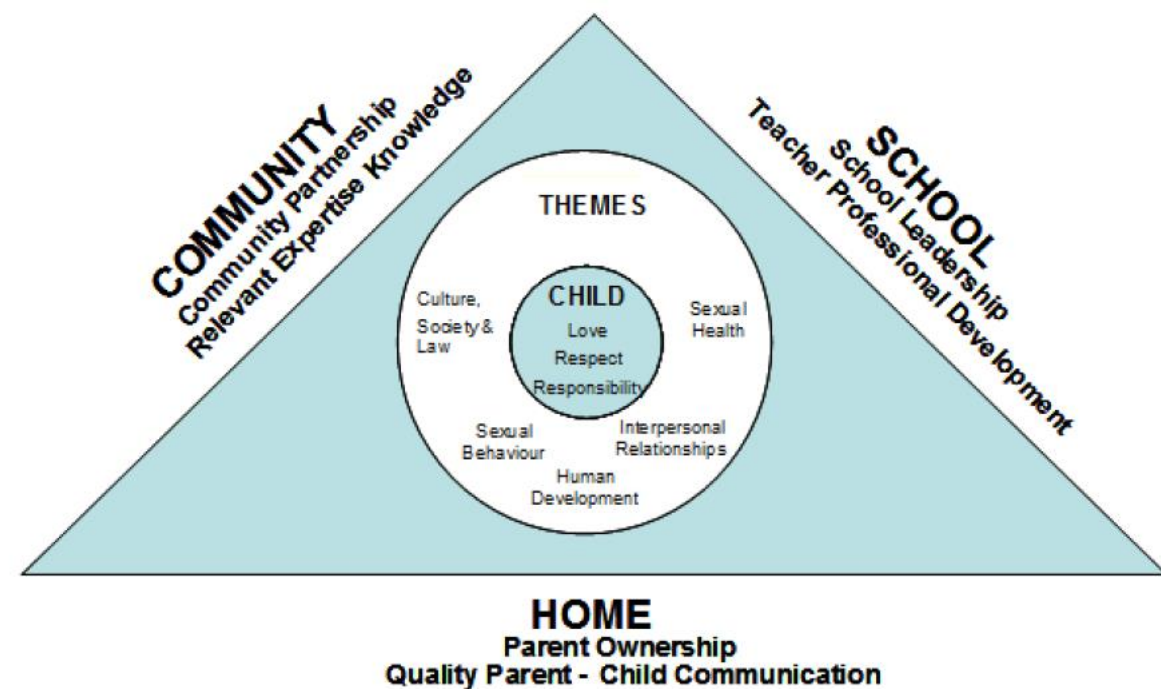 COMMUNITY
Community Partnership
Relevant Expertise Knowledge
SCHOOL
School Leadership
Teacher Professional Development
THEMES
CHILD
Love
Respect
Responsibility
Culture,
Society &
Law
Sexual
Health
Sexual
Behaviour
Interpersonal
Relationships
Human
Development
HOME
Parent Ownership
Quality Parent - Child Communication